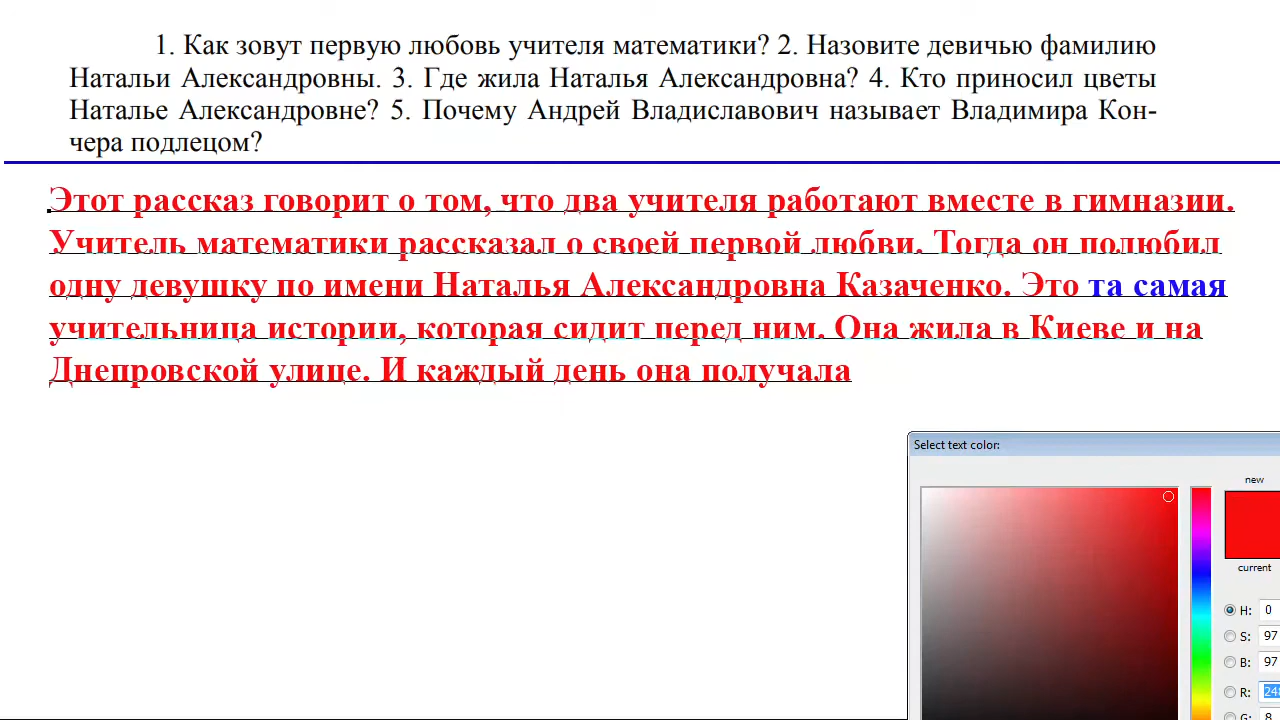 1. Как зовут первую любовь учителя математики? 2. Назовите девичью фамилию
Натальи Александровны. 3. Где жила Наталья Александровна? 4. Кто приносил цветы
Наталье Александровне? 5. Почему Андрей Владиславович называет Владимира Кон-
чера подлецом?
Этот рассказ говорит о том, что два учителя работают вместе в гимназии.
Учитель математики рассказал о своей первой любви. Тогда он полюбил
одну девушку по имени Наталья Александровна Казаченко. Это та самая
учительница истории, которая сидит перед ним. Она жила в Киеве и на
Днепровской улице. И каждый день она получала
Select text color:
new
current
H: 0
S: 97
B: 97
R: 248
G: 8